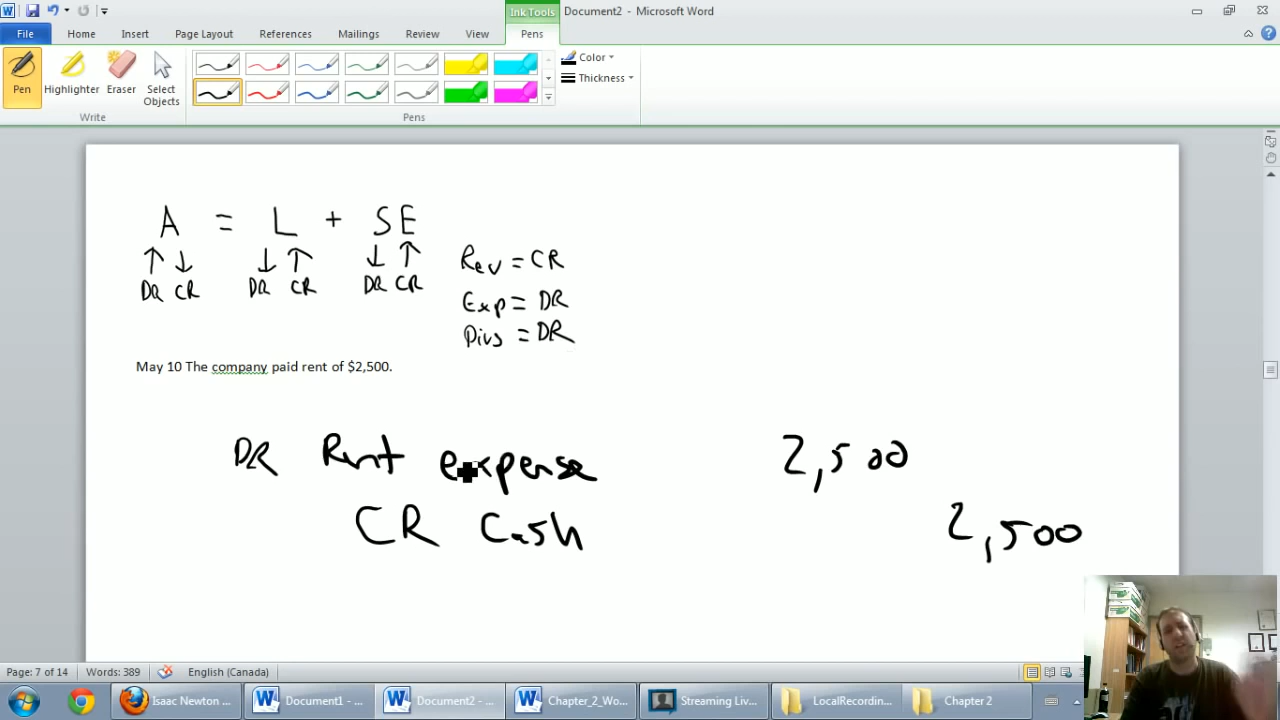 Ink Tools
Document2 - Microsoft Word
File Home Insert Page Layout References Mailings Review View Pens
Pen Highlighter Eraser Select Objects
Color
Thickness
Write
Pens
A = L + SE
DR CR DR CR DR CR
Rev = CR
Exp = DR
Divs = DR
May 10 The company paid rent of $2,500.
DR Rent expense 2,500
CR Cash 2,500
Page: 7 of 14 Words: 389 English (Canada)
Isaac Newton ... Document1 - ... Document2 - ... Chapter_2_Wo... Streaming Liv... LocalRecordin... Chapter 2